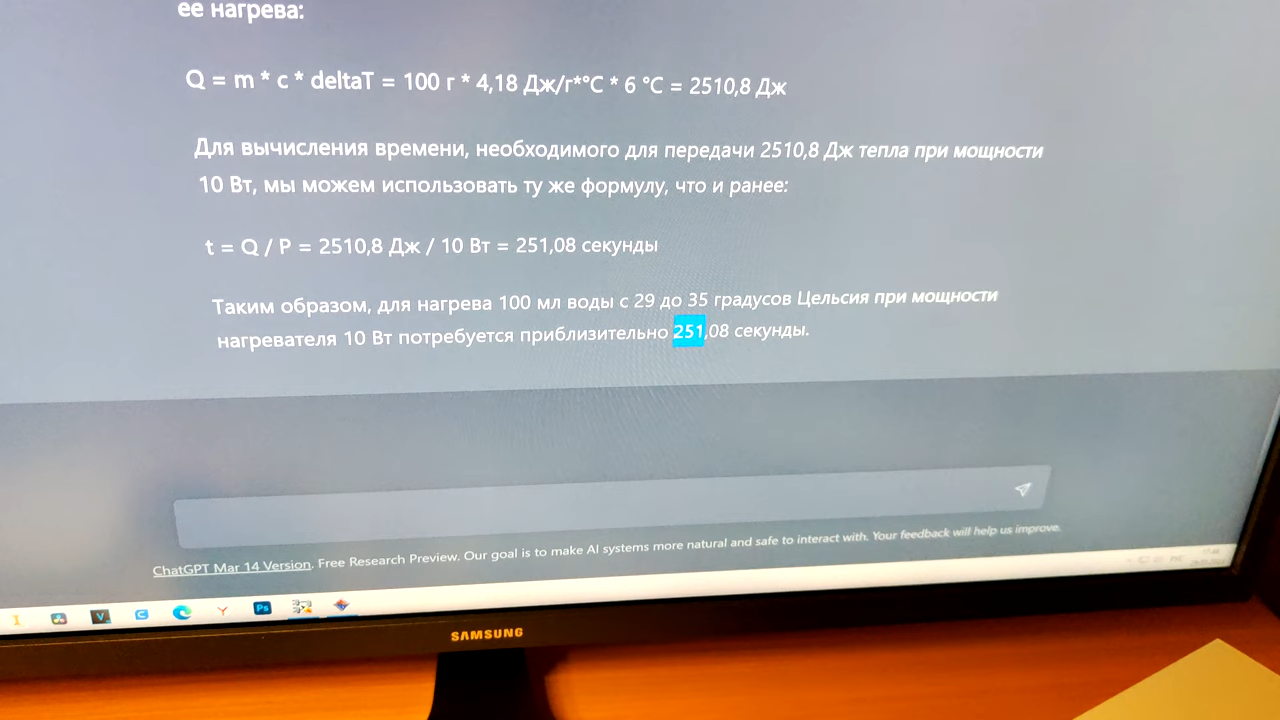 ее нагрева:
Q = m * c * deltaT = 100 г * 4,18 Дж/г*°C * 6 °C = 2510,8 Дж
Для вычисления времени, необходимого для передачи 2510,8 Дж тепла при мощности
10 Вт, мы можем использовать ту же формулу, что и ранее:
t = Q / P = 2510,8 Дж / 10 Вт = 251,08 секунды
Таким образом, для нагрева 100 мл воды с 29 до 35 градусов Цельсия при мощности
нагревателя 10 Вт потребуется приблизительно 251,08 секунды.
ChatGPT Mar 14 Version. Free Research Preview. Our goal is to make AI systems more natural and safe to interact with. Your feedback will help us improve.
Ps
SAMSUNG